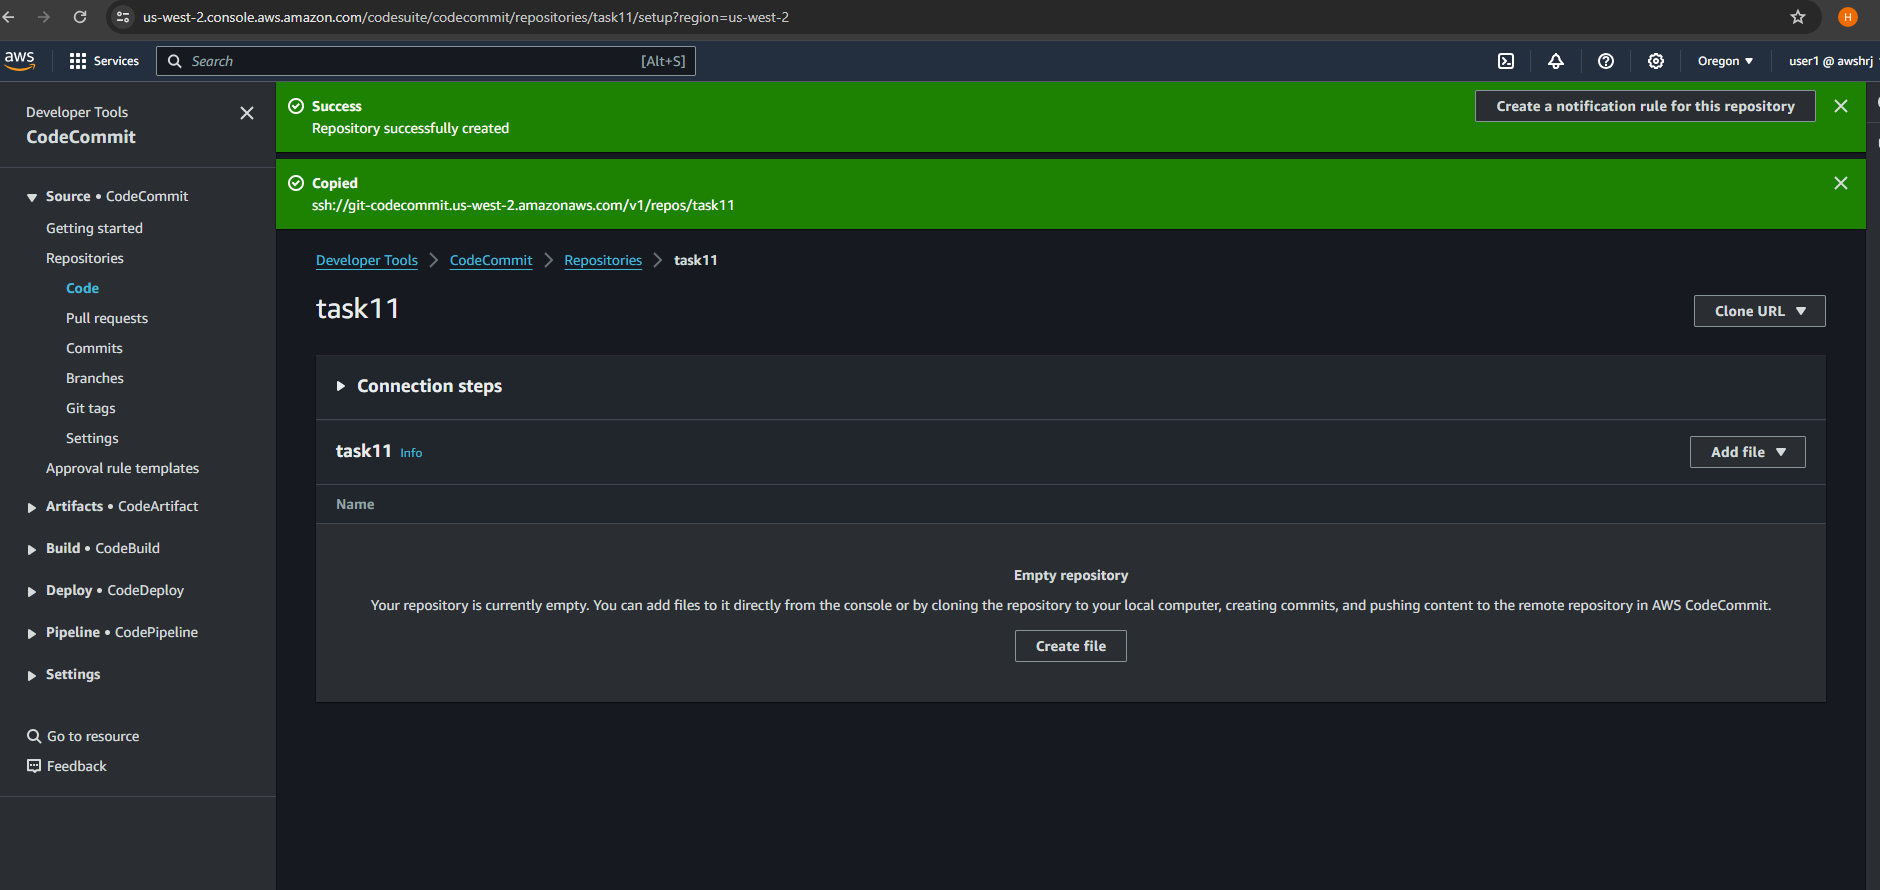 us-west-2.console.aws.amazon.com/codesuite/codecommit/repositories/task11/setup?region=us-west-2
H
aws
Services
Search
[Alt+S]
Oregon
user1 @ awshrj
Developer Tools
CodeCommit
Source • CodeCommit
Getting started
Repositories
Code
Pull requests
Commits
Branches
Git tags
Settings
Approval rule templates
Artifacts • CodeArtifact
Build • CodeBuild
Deploy • CodeDeploy
Pipeline • CodePipeline
Settings
Go to resource
Feedback
Success
Repository successfully created
Create a notification rule for this repository
Copied
ssh://git-codecommit.us-west-2.amazonaws.com/v1/repos/task11
Developer Tools
CodeCommit
Repositories
task11
task11
Clone URL
Connection steps
task11 Info
Add file
Name
Empty repository
Your repository is currently empty. You can add files to it directly from the console or by cloning the repository to your local computer, creating commits, and pushing content to the remote repository in AWS CodeCommit.
Create file